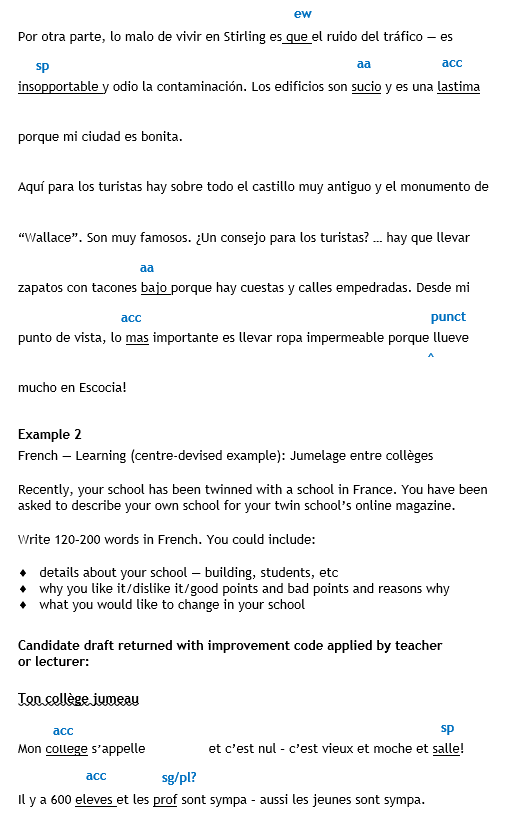 ew
Por otra parte, lo malo de vivir en Stirling es que el ruido del tráfico — es
sp aa acc
insopportable y odio la contaminación. Los edificios son sucio y es una lastima
porque mi ciudad es bonita.
Aquí para los turistas hay sobre todo el castillo muy antiguo y el monumento de
“Wallace”. Son muy famosos. ¿Un consejo para los turistas? … hay que llevar
aa
zapatos con tacones bajo porque hay cuestas y calles empedradas. Desde mi
acc punct
punto de vista, lo mas importante es llevar ropa impermeable porque llueve
^
mucho en Escocia!
Example 2
French — Learning (centre-devised example): Jumelage entre collèges
Recently, your school has been twinned with a school in France. You have been
asked to describe your own school for your twin school’s online magazine.
Write 120-200 words in French. You could include:
♦ details about your school — building, students, etc
♦ why you like it/dislike it/good points and bad points and reasons why
♦ what you would like to change in your school
Candidate draft returned with improvement code applied by teacher
or lecturer:
Ton collège jumeau
acc sp
Mon college s’appelle et c’est nul - c’est vieux et moche et salle!
acc sg/pl?
Il y a 600 eleves et les prof sont sympa - aussi les jeunes sont sympa.